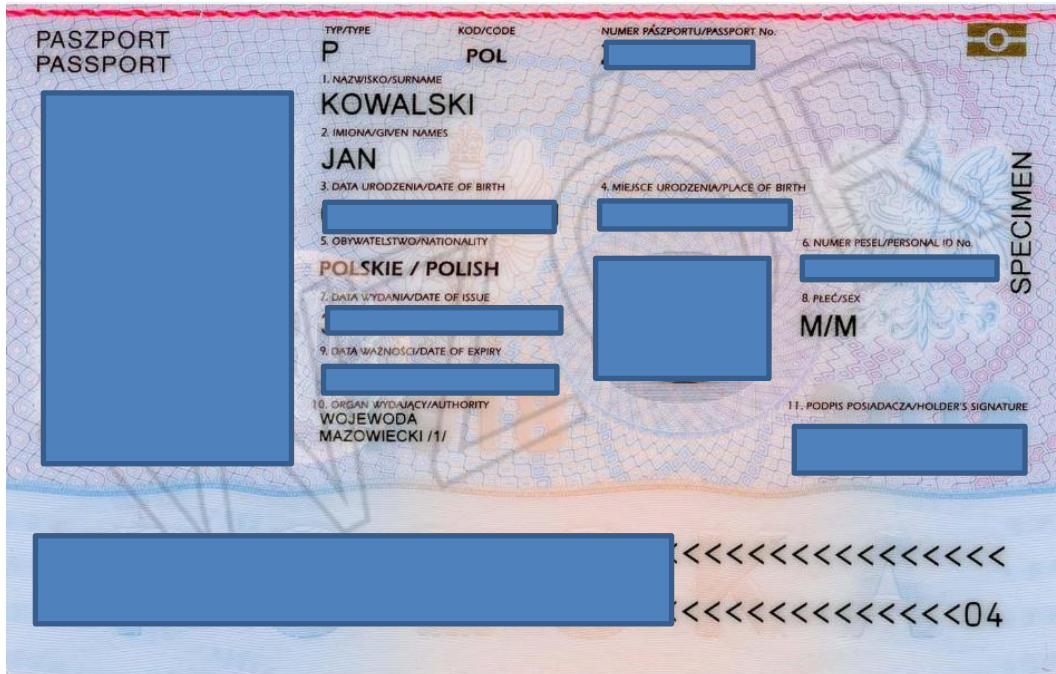 PASZPORT
PASSPORT
TYP/TYPE
P
KOD/CODE
POL
NUMER PASZPORTU/PASSPORT No.
1. NAZWISKO/SURNAME
KOWALSKI
2. IMIONA/GIVEN NAMES
JAN
3. DATA URODZENIA/DATE OF BIRTH
4. MIEJSCE URODZENIA/PLACE OF BIRTH
5. OBYWATELSTWO/NATIONALITY
POLSKIE / POLISH
6. NUMER PESEL/PERSONAL ID No.
7. DATA WYDANIA/DATE OF ISSUE
8. PŁEĆ/SEX
M/M
9. DATA WAŻNOŚCI/DATE OF EXPIRY
10. ORGAN WYDAJĄCY/AUTHORITY
WOJEWODA
MAZOWIECKI /1/
11. PODPIS POSIADACZA/HOLDER'S SIGNATURE
SPECIMEN
WZÓR
<<<<<<<<<<<<<<<<
<<<<<<<<<<<<<<04